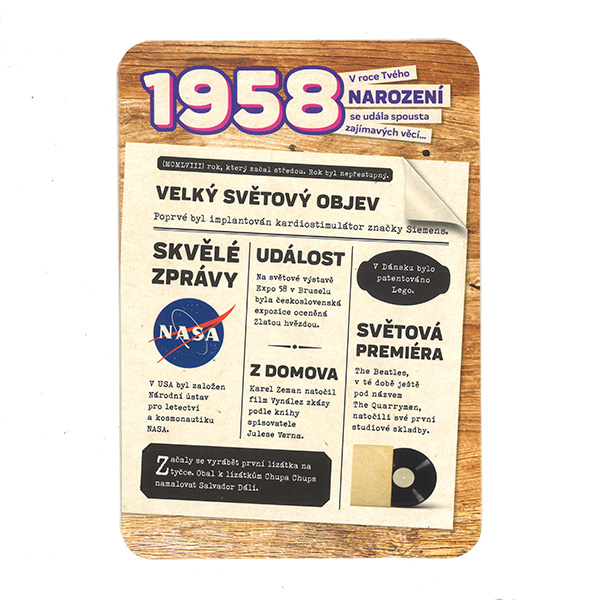 1958
V roce Tvého
NAROZENÍ
se udála spousta
zajímavých věcí...
(MCMLVIII) rok, který začal středou. Rok byl nepřestupný.
VELKÝ SVĚTOVÝ OBJEV
Poprvé byl implantován kardiostimulátor značky Siemens.
SKVĚLÉ
ZPRÁVY
NASA
V USA byl založen
Národní ústav
pro letectví
a kosmonautiku
NASA.
UDÁLOST
Na světové výstavě
Expo 58 v Bruselu
byla československá
expozice oceněná
Zlatou hvězdou.
Z DOMOVA
Karel Zeman natočil
film Vynález zkázy
podle knihy
spisovatele
Julese Verna.
V Dánsku bylo
patentováno
Lego.
SVĚTOVÁ
PREMIÉRA
The Beatles,
v té době ještě
pod názvem
The Quarrymen,
natočili své první
studiové skladby.
Začaly se vyrábět první lízátka na
tyčce. Obal k lízátkům Chupa Chups
namaloval Salvador Dalí.